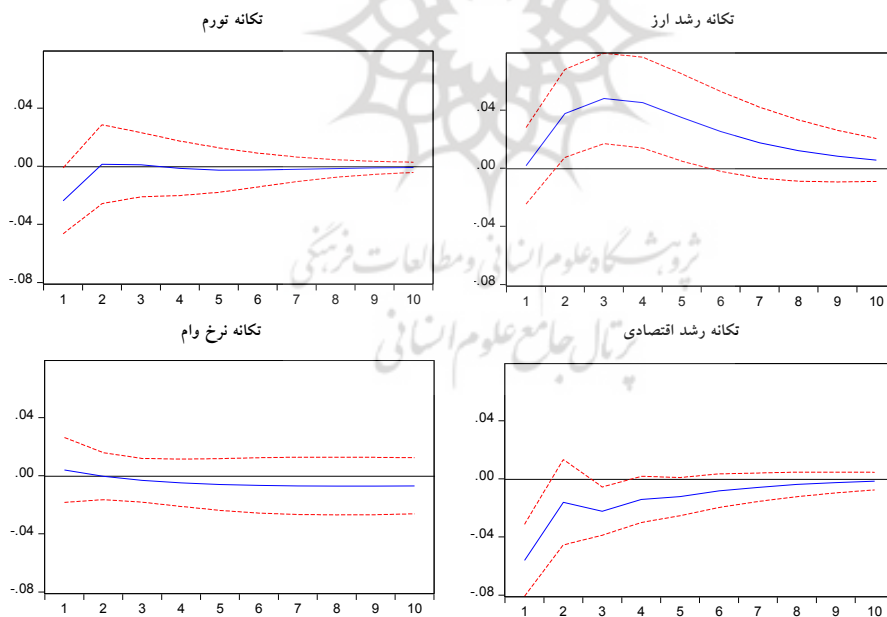 تکانه تورم
تکانه رشد ارز
.04
.00
-.04
-.08
1 2 3 4 5 6 7 8 9 10
.04
.00
-.04
-.08
1 2 3 4 5 6 7 8 9 10
پژوهشگاه علوم انسانی و مطالعات فرهنگی
تکانه نرخ وام
تکانه رشد اقتصادی
پرتال جامع علوم انسانی
.04
.00
-.04
-.08
1 2 3 4 5 6 7 8 9 10
.04
.00
-.04
-.08
1 2 3 4 5 6 7 8 9 10